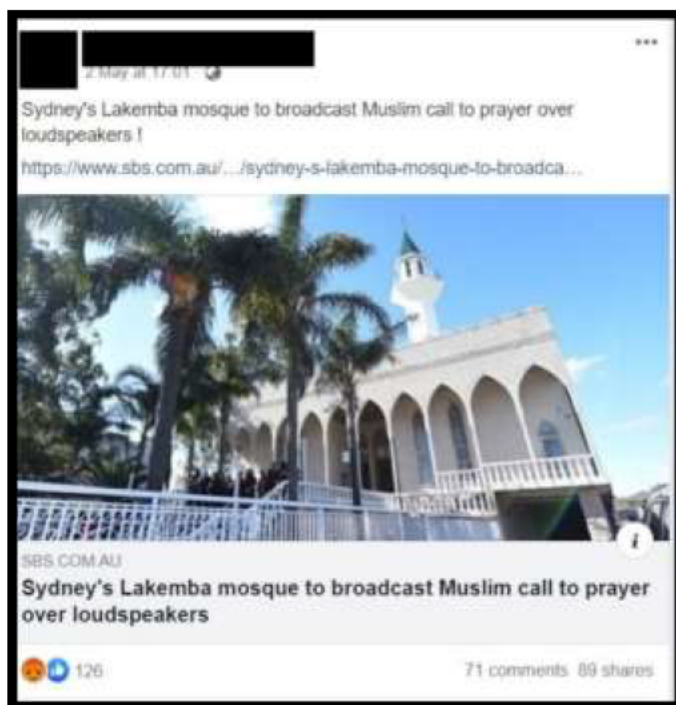 2 May at 17:01
Sydney's Lakemba mosque to broadcast Muslim call to prayer over
loudspeakers !
https://www.sbs.com.au/.../sydney-s-lakemba-mosque-to-broadca...
SBS.COM.AU
Sydney's Lakemba mosque to broadcast Muslim call to prayer
over loudspeakers
126
71 comments 89 shares